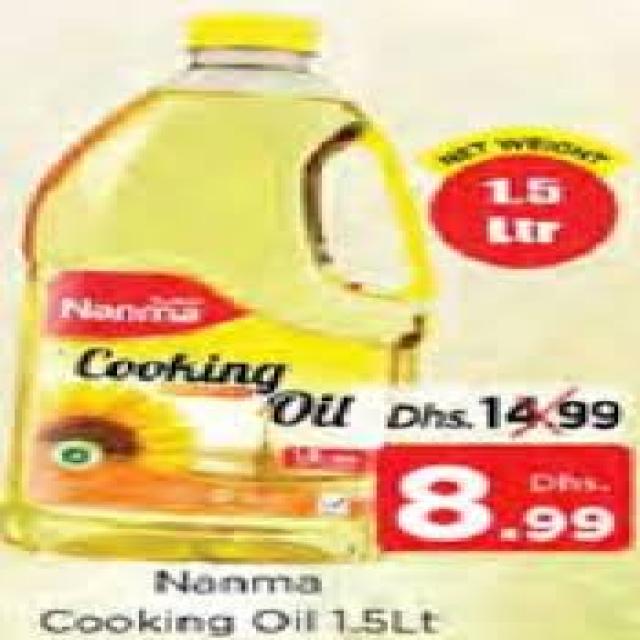 NET WEIGHT
1.5
Ltr
Nanma
Cooking
Oil
Dhs. 14.99
Dhs.
8.99
Nanma
Cooking Oil 1.5Lt